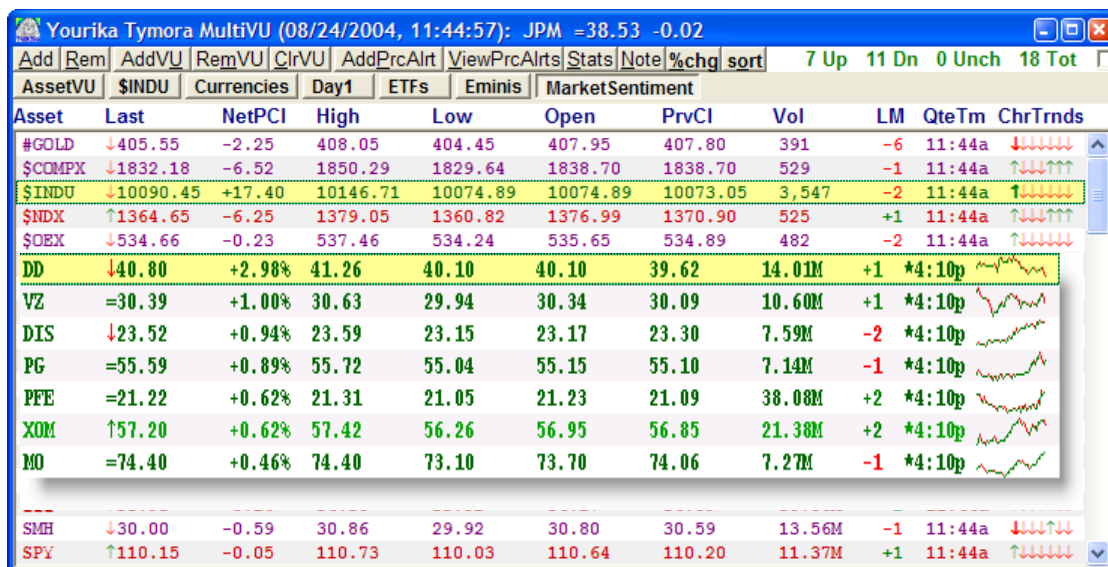 Yourika Tymora MultiVU (08/24/2004, 11:44:57): JPM =38.53 -0.02
Add Rem AddVU RemVU ClrVU AddPrcAlrt ViewPrcAlrts Stats Note %chg sort 7 Up 11 Dn 0 Unch 18 Tot
AssetVU $INDU Currencies Day1 ETFs Eminis MarketSentiment
Asset Last NetPCl High Low Open PrvCl Vol LM QteTm ChrTrnds
#GOLD ↓405.55 -2.25 408.05 404.45 407.95 407.80 391 -6 11:44a ↓↓↓↓↓↓↓
$COMPX ↓1832.18 -6.52 1850.29 1829.64 1838.70 1838.70 529 -1 11:44a ↑↓↓↓↑↑↑
$INDU ↓10090.45 +17.40 10146.71 10074.89 10074.89 10073.05 3,547 -2 11:44a ↑↓↓↓↓↓↓
$NDX ↑1364.65 -6.25 1379.05 1360.82 1376.99 1370.90 525 +1 11:44a ↑↓↓↓↑↑↑
$OEX ↓534.66 -0.23 537.46 534.24 535.65 534.89 482 -2 11:44a ↑↓↓↓↓↓↓
DD ↓40.80 +2.98% 41.26 40.10 40.10 39.62 14.01M +1 *4:10p
VZ =30.39 +1.00% 30.63 29.94 30.34 30.09 10.60M +1 *4:10p
DIS ↓23.52 +0.94% 23.59 23.15 23.17 23.30 7.59M -2 *4:10p
PG =55.59 +0.89% 55.72 55.04 55.15 55.10 7.14M -1 *4:10p
PFE =21.22 +0.62% 21.31 21.05 21.23 21.09 38.08M +2 *4:10p
XOM ↑57.20 +0.62% 57.42 56.26 56.95 56.85 21.38M +2 *4:10p
MO =74.40 +0.46% 74.40 73.10 73.70 74.06 7.27M -1 *4:10p
SMH ↓30.00 -0.59 30.86 29.92 30.80 30.59 13.56M -1 11:44a ↓↓↓↓↑↓↓
SPY ↑110.15 -0.05 110.73 110.03 110.64 110.20 11.37M +1 11:44a ↑↓↓↓↓↓↓